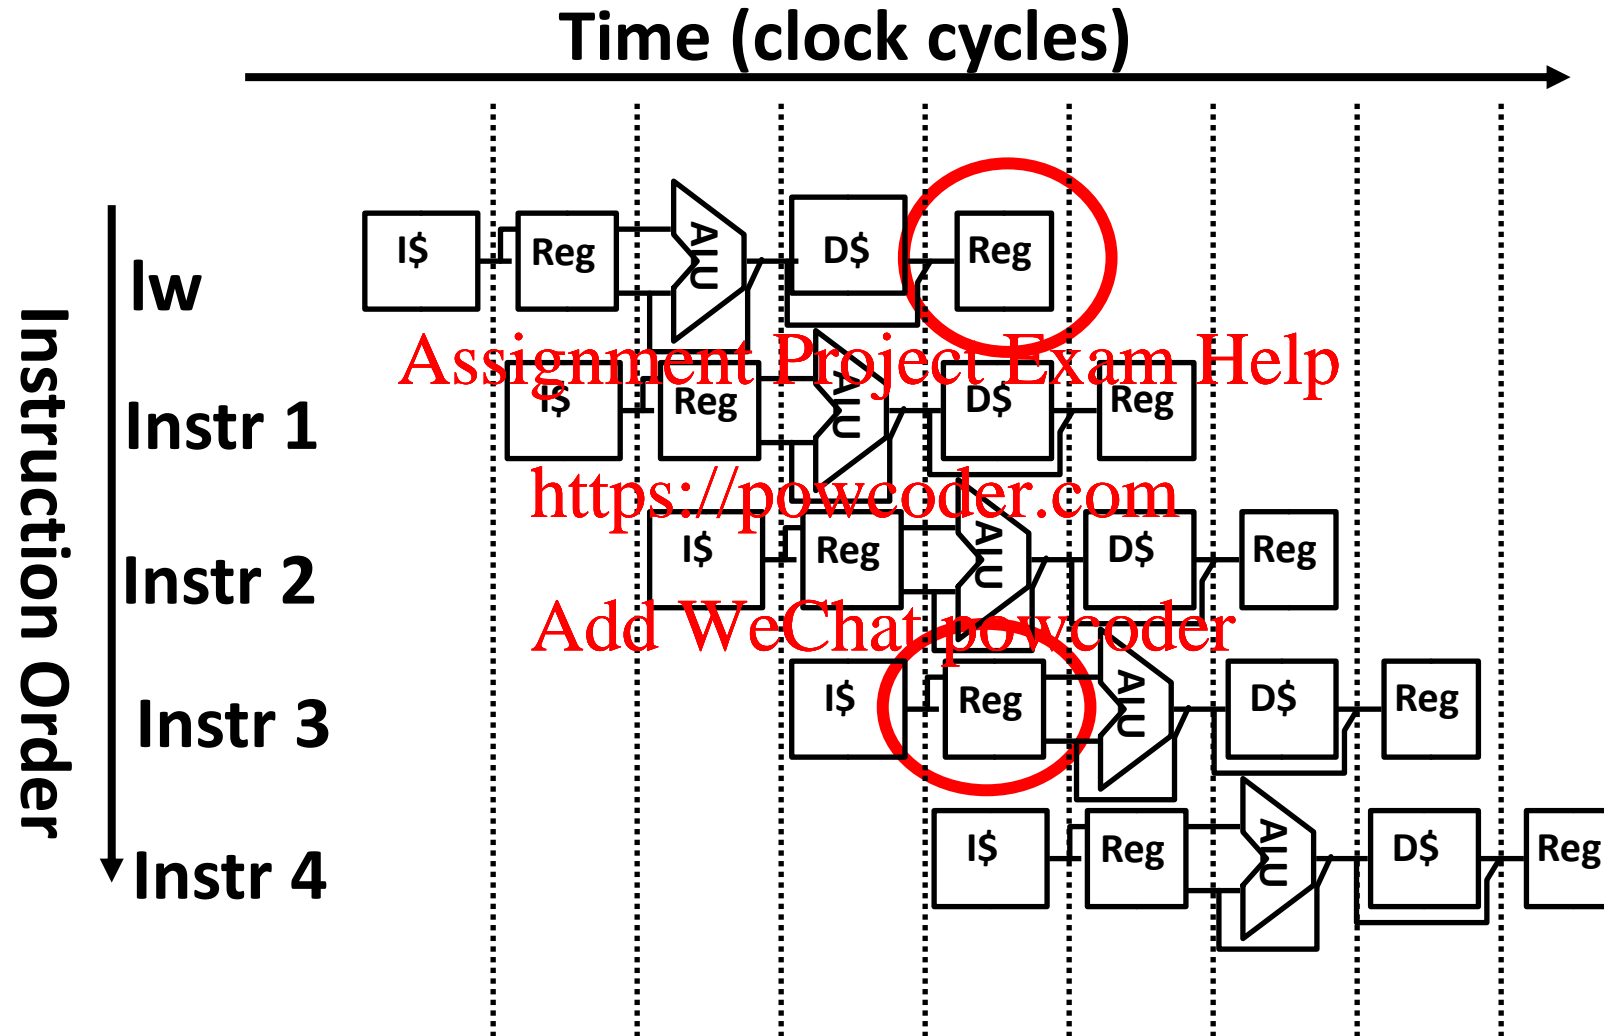 Time (clock cycles)
Instruction Order
lw
I$
Reg
ALU
D$
Reg
Assignment Project Exam Help
Instr 1
I$
Reg
ALU
D$
Reg
https://powcoder.com
Instr 2
I$
Reg
ALU
D$
Reg
Add WeChat powcoder
Instr 3
I$
Reg
ALU
D$
Reg
Instr 4
I$
Reg
ALU
D$
Reg